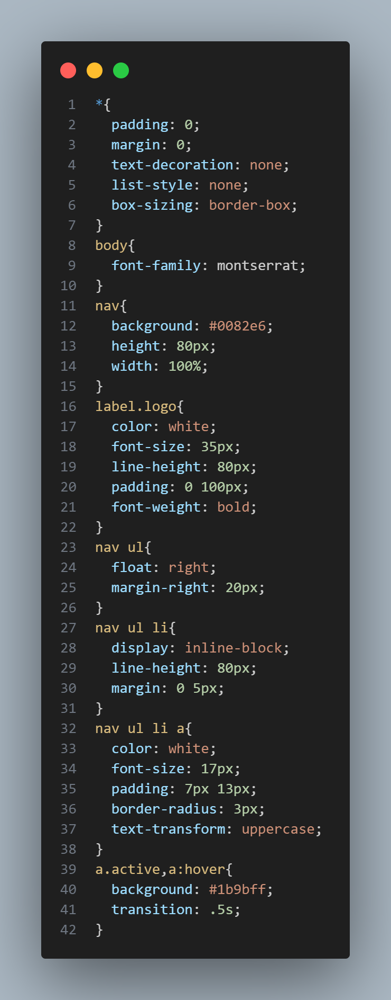 1 *{
2   padding: 0;
3   margin: 0;
4   text-decoration: none;
5   list-style: none;
6   box-sizing: border-box;
7 }
8 body{
9   font-family: montserrat;
10 }
11 nav{
12   background: #0082e6;
13   height: 80px;
14   width: 100%;
15 }
16 label.logo{
17   color: white;
18   font-size: 35px;
19   line-height: 80px;
20   padding: 0 100px;
21   font-weight: bold;
22 }
23 nav ul{
24   float: right;
25   margin-right: 20px;
26 }
27 nav ul li{
28   display: inline-block;
29   line-height: 80px;
30   margin: 0 5px;
31 }
32 nav ul li a{
33   color: white;
34   font-size: 17px;
35   padding: 7px 13px;
36   border-radius: 3px;
37   text-transform: uppercase;
38 }
39 a.active,a:hover{
40   background: #1b9bff;
41   transition: .5s;
42 }